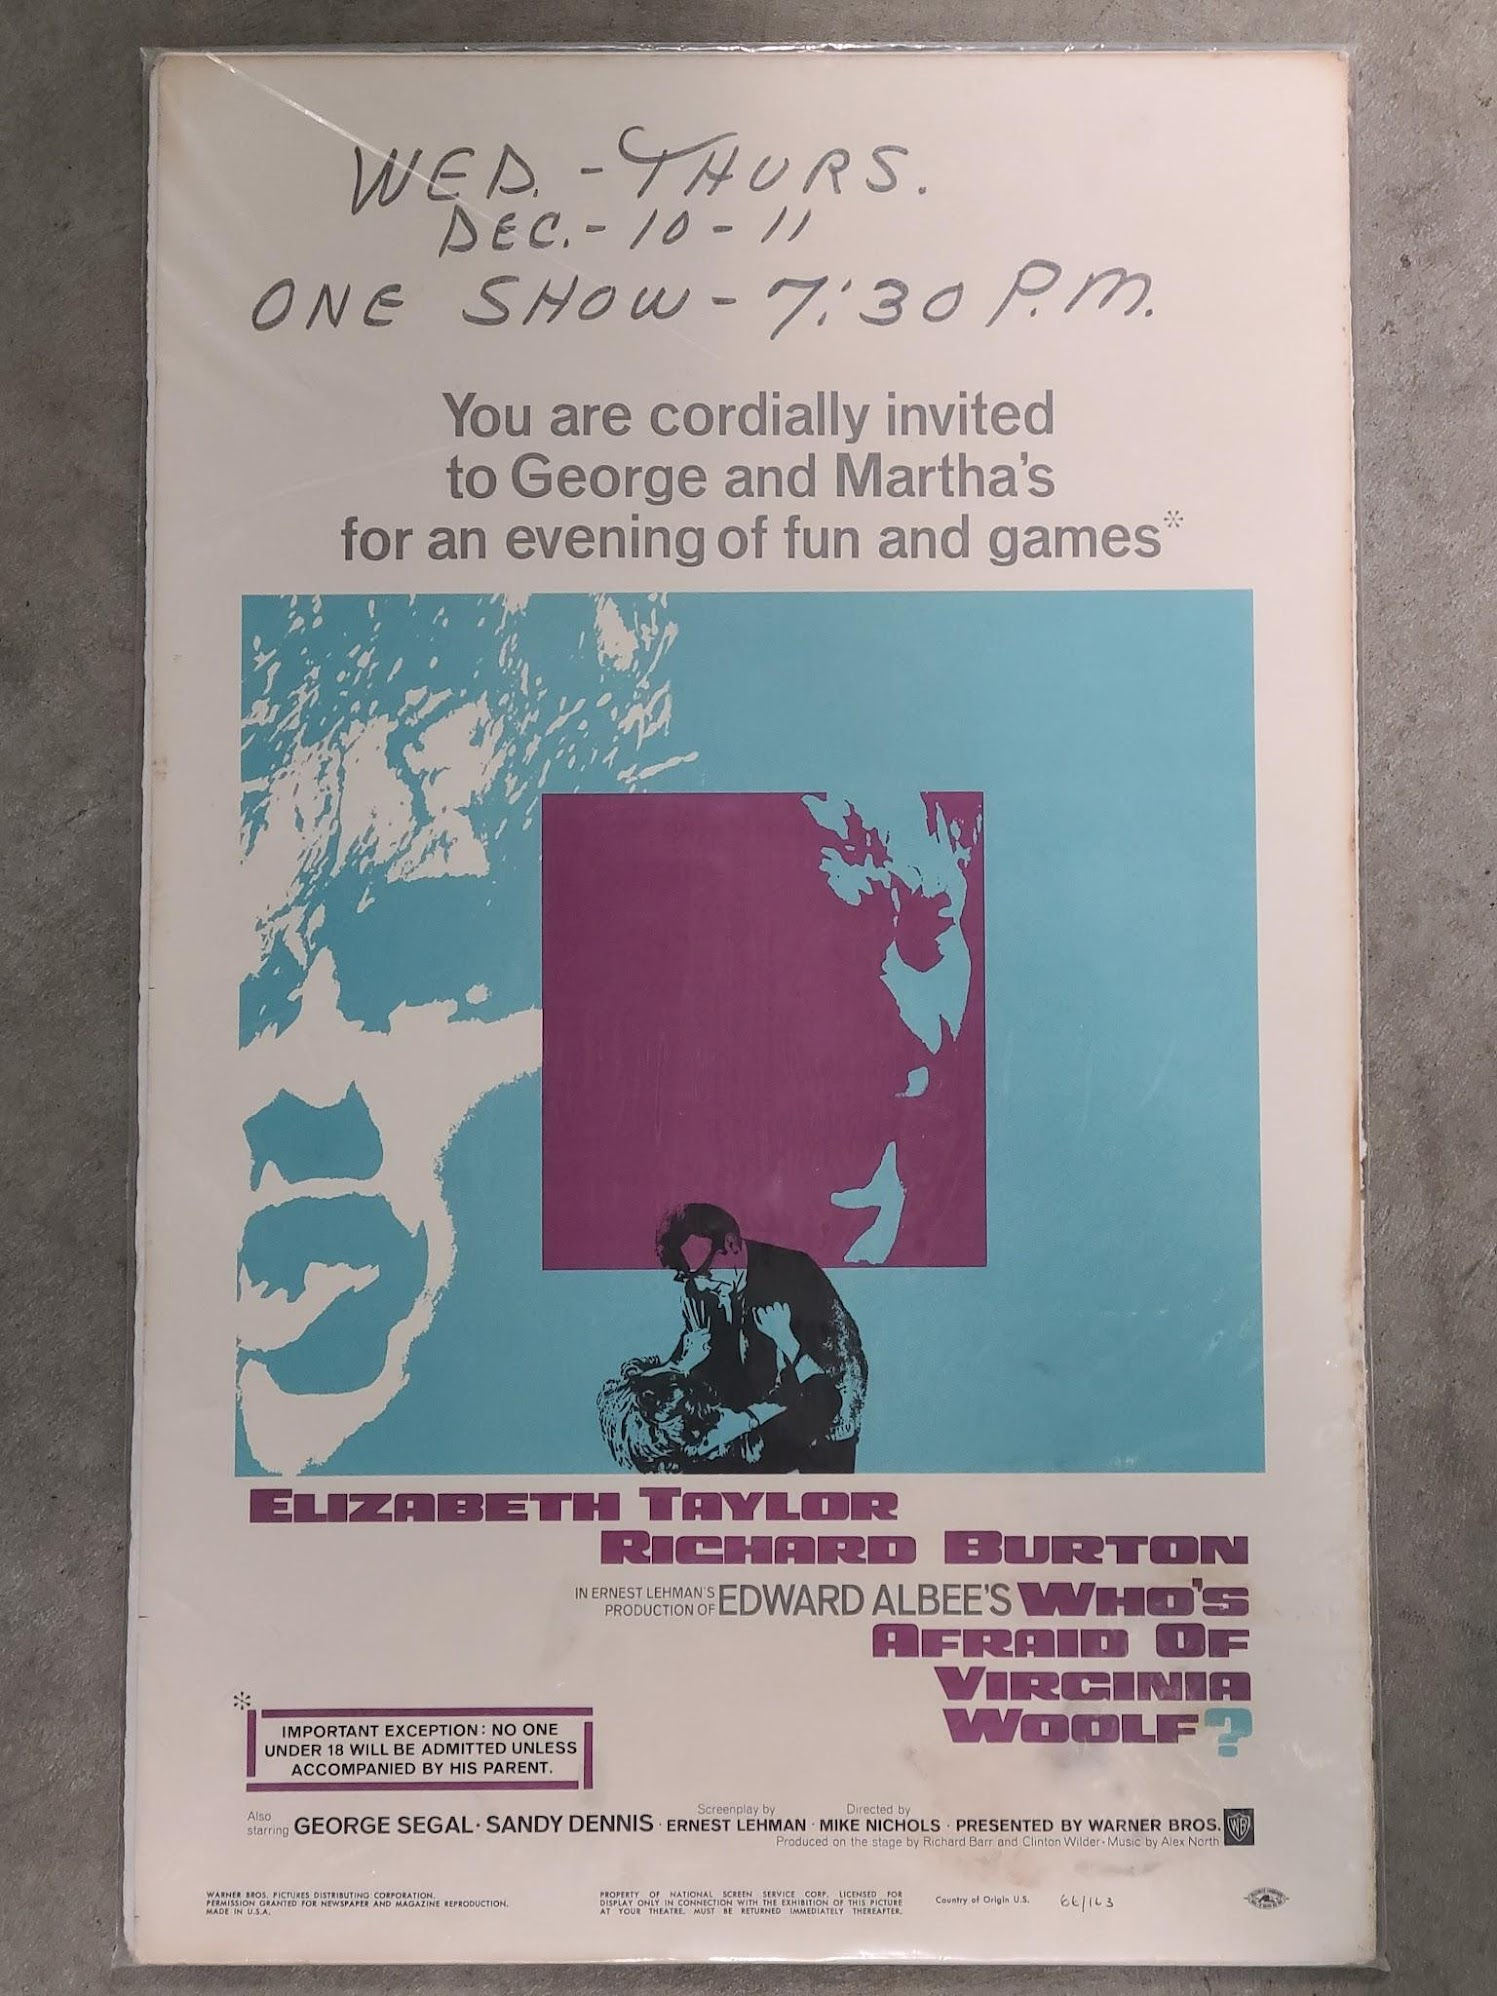 WED. - THURS.
DEC. - 10 - 11
ONE SHOW - 7:30 P.M.
You are cordially invited
to George and Martha's
for an evening of fun and games*
ELIZABETH TAYLOR
RICHARD BURTON
IN ERNEST LEHMAN'S
PRODUCTION OF EDWARD ALBEE'S WHO'S
AFRAID OF
VIRGINIA
WOOLF?
*
IMPORTANT EXCEPTION: NO ONE
UNDER 18 WILL BE ADMITTED UNLESS
ACCOMPANIED BY HIS PARENT.
Also starring GEORGE SEGAL · SANDY DENNIS · Screenplay by ERNEST LEHMAN · Directed by MIKE NICHOLS · PRESENTED BY WARNER BROS. WB
Produced on the stage by Richard Barr and Clinton Wilder · Music by Alex North
WARNER BROS. PICTURES DISTRIBUTING CORPORATION.
PERMISSION GRANTED FOR NEWSPAPER AND MAGAZINE REPRODUCTION.
MADE IN U.S.A.
PROPERTY OF NATIONAL SCREEN SERVICE CORP. LICENSED FOR
DISPLAY ONLY IN CONNECTION WITH THE EXHIBITION OF THIS PICTURE
AT YOUR THEATRE. MUST BE RETURNED IMMEDIATELY THEREAFTER.
Country of Origin U.S.
66/163